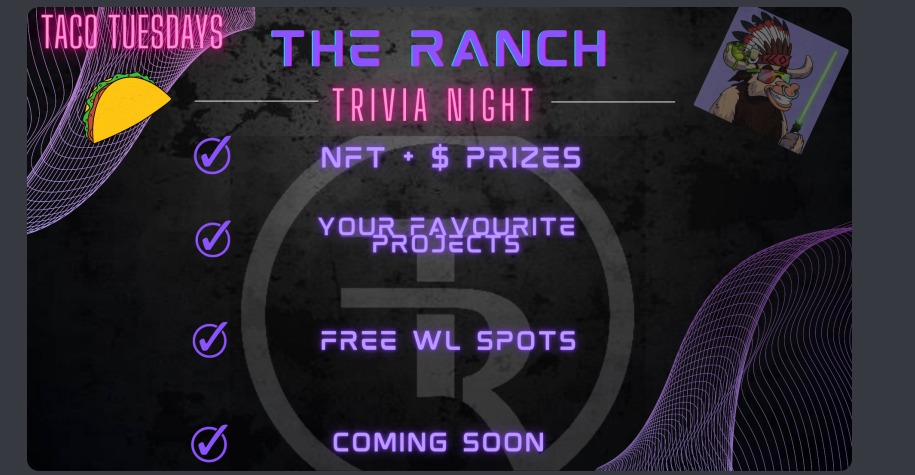 TACO TUESDAYS
THE RANCH
TRIVIA NIGHT
NFT + $ PRIZES
YOUR FAVOURITE
PROJECTS
FREE WL SPOTS
COMING SOON